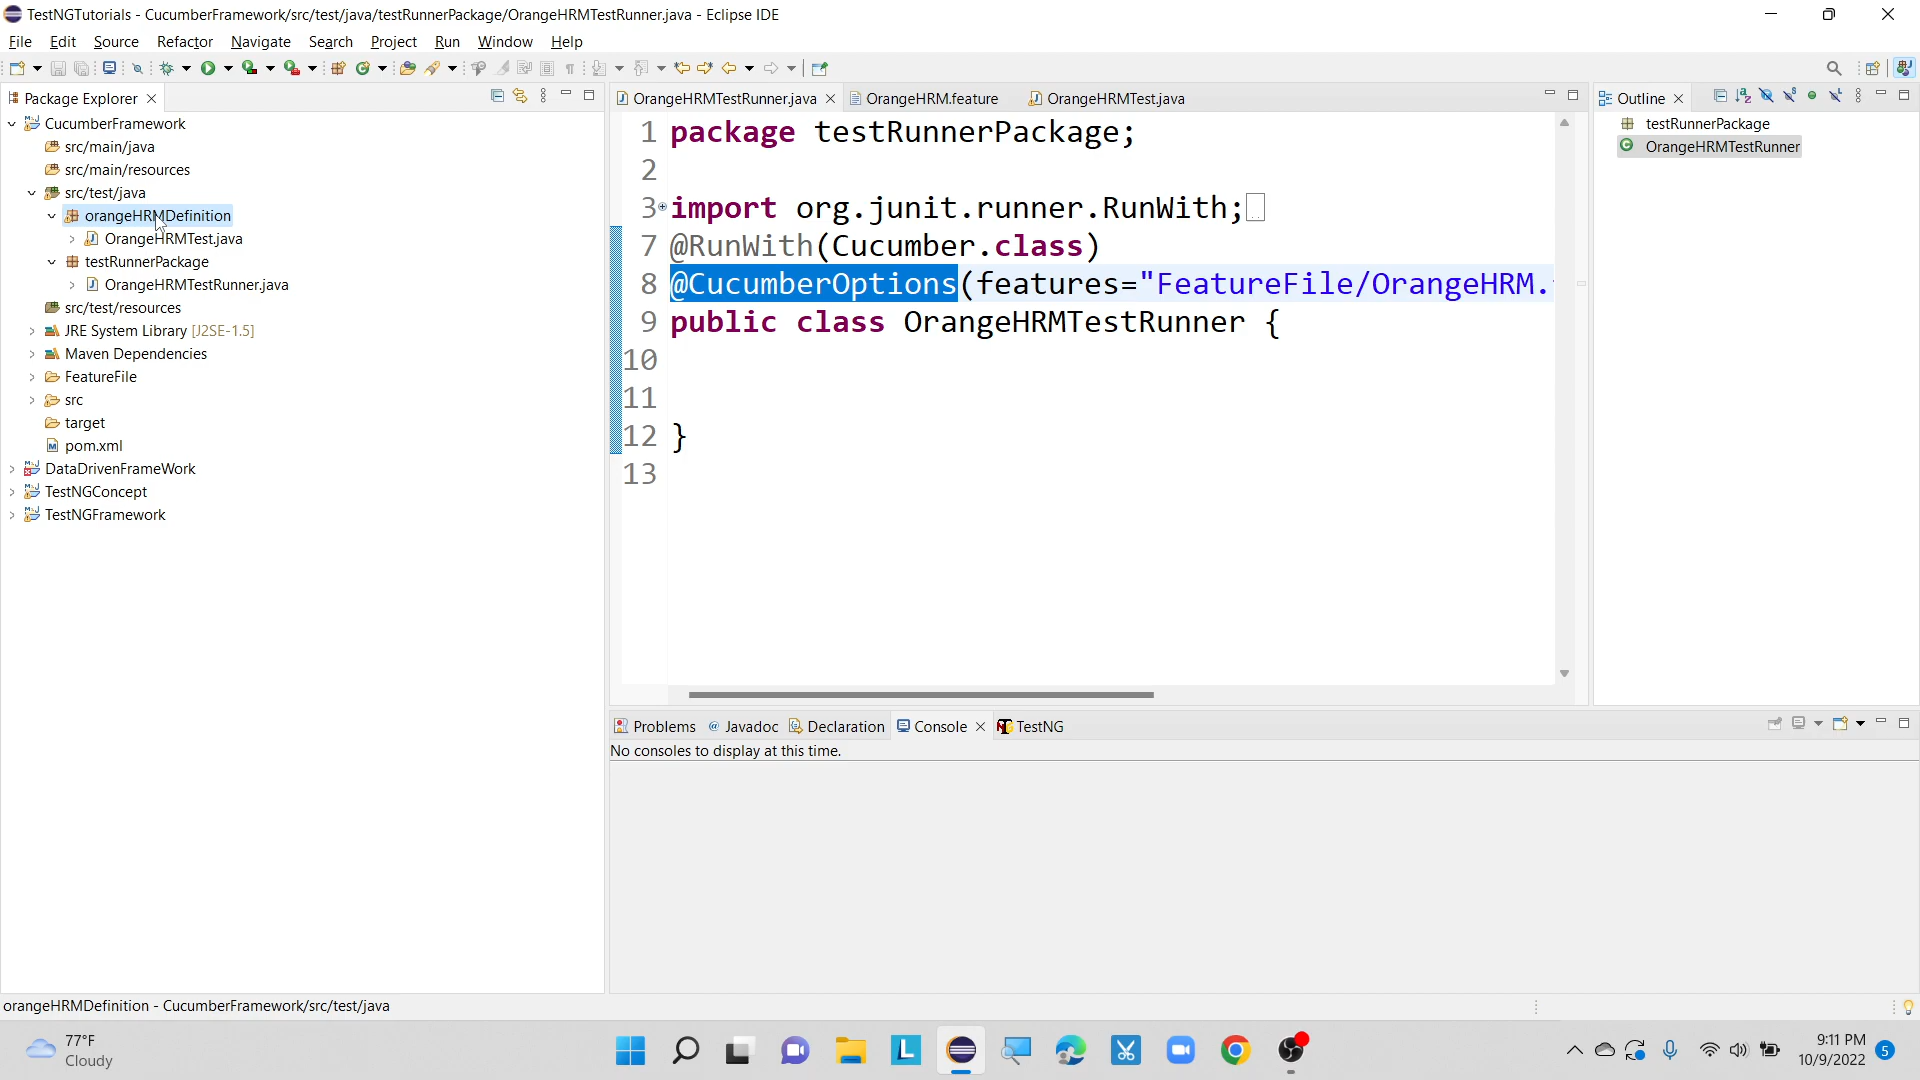 TestNGTutorials - CucumberFramework/src/test/java/testRunnerPackage/OrangeHRMTestRunner.java - Eclipse IDE
File Edit Source Refactor Navigate Search Project Run Window Help
Package Explorer
CucumberFramework
src/main/java
src/main/resources
src/test/java
orangeHRMDefinition
OrangeHRMTest.java
testRunnerPackage
OrangeHRMTestRunner.java
src/test/resources
JRE System Library [J2SE-1.5]
Maven Dependencies
FeatureFile
src
target
pom.xml
DataDrivenFrameWork
TestNGConcept
TestNGFramework
OrangeHRMTestRunner.java OrangeHRM.feature OrangeHRMTest.java
1 package testRunnerPackage;
2
3 import org.junit.runner.RunWith;
7 @RunWith(Cucumber.class)
8 @CucumberOptions(features="FeatureFile/OrangeHRM.
9 public class OrangeHRMTestRunner {
10
11
12 }
13
Outline
testRunnerPackage
OrangeHRMTestRunner
Problems Javadoc Declaration Console TestNG
No consoles to display at this time.
orangeHRMDefinition - CucumberFramework/src/test/java
77°F
Cloudy
9:11 PM
10/9/2022
5